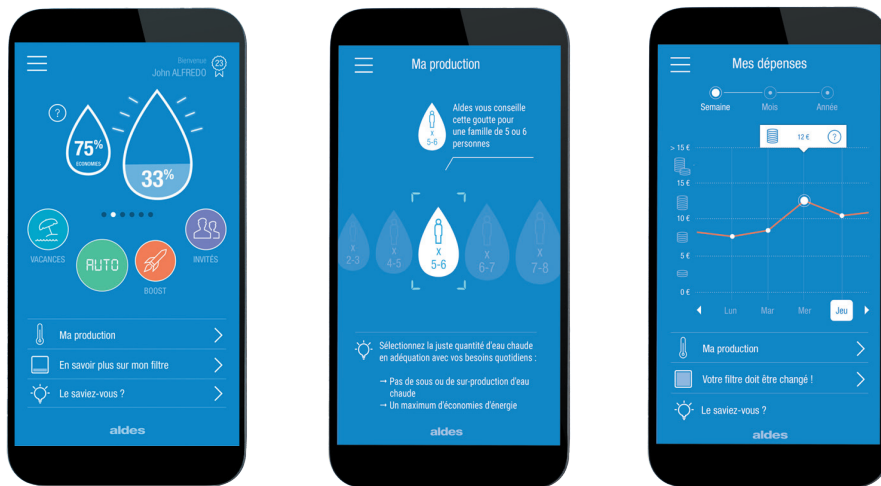 Bienvenue
John ALFREDO
23
?
75%
ECONOMIES
33%
VACANCES
AUTO
BOOST
INVITÉS
Ma production
En savoir plus sur mon filtre
Le saviez-vous ?
aldes
Ma production
X
5-6
Aldes vous conseille
cette goutte pour
une famille de 5 ou 6
personnes
X
2-3
X
4-5
X
5-6
X
6-7
X
7-8
Sélectionnez la juste quantité d'eau chaude
en adéquation avec vos besoins quotidiens :
→ Pas de sous ou de sur-production d'eau
chaude
→ Un maximum d'économies d'énergie
aldes
Mes dépenses
Semaine Mois Année
12 € ?
> 15 €
15 €
10 €
5 €
0 €
Lun Mar Mer Jeu
Ma production
Votre filtre doit être changé !
Le saviez-vous ?
aldes